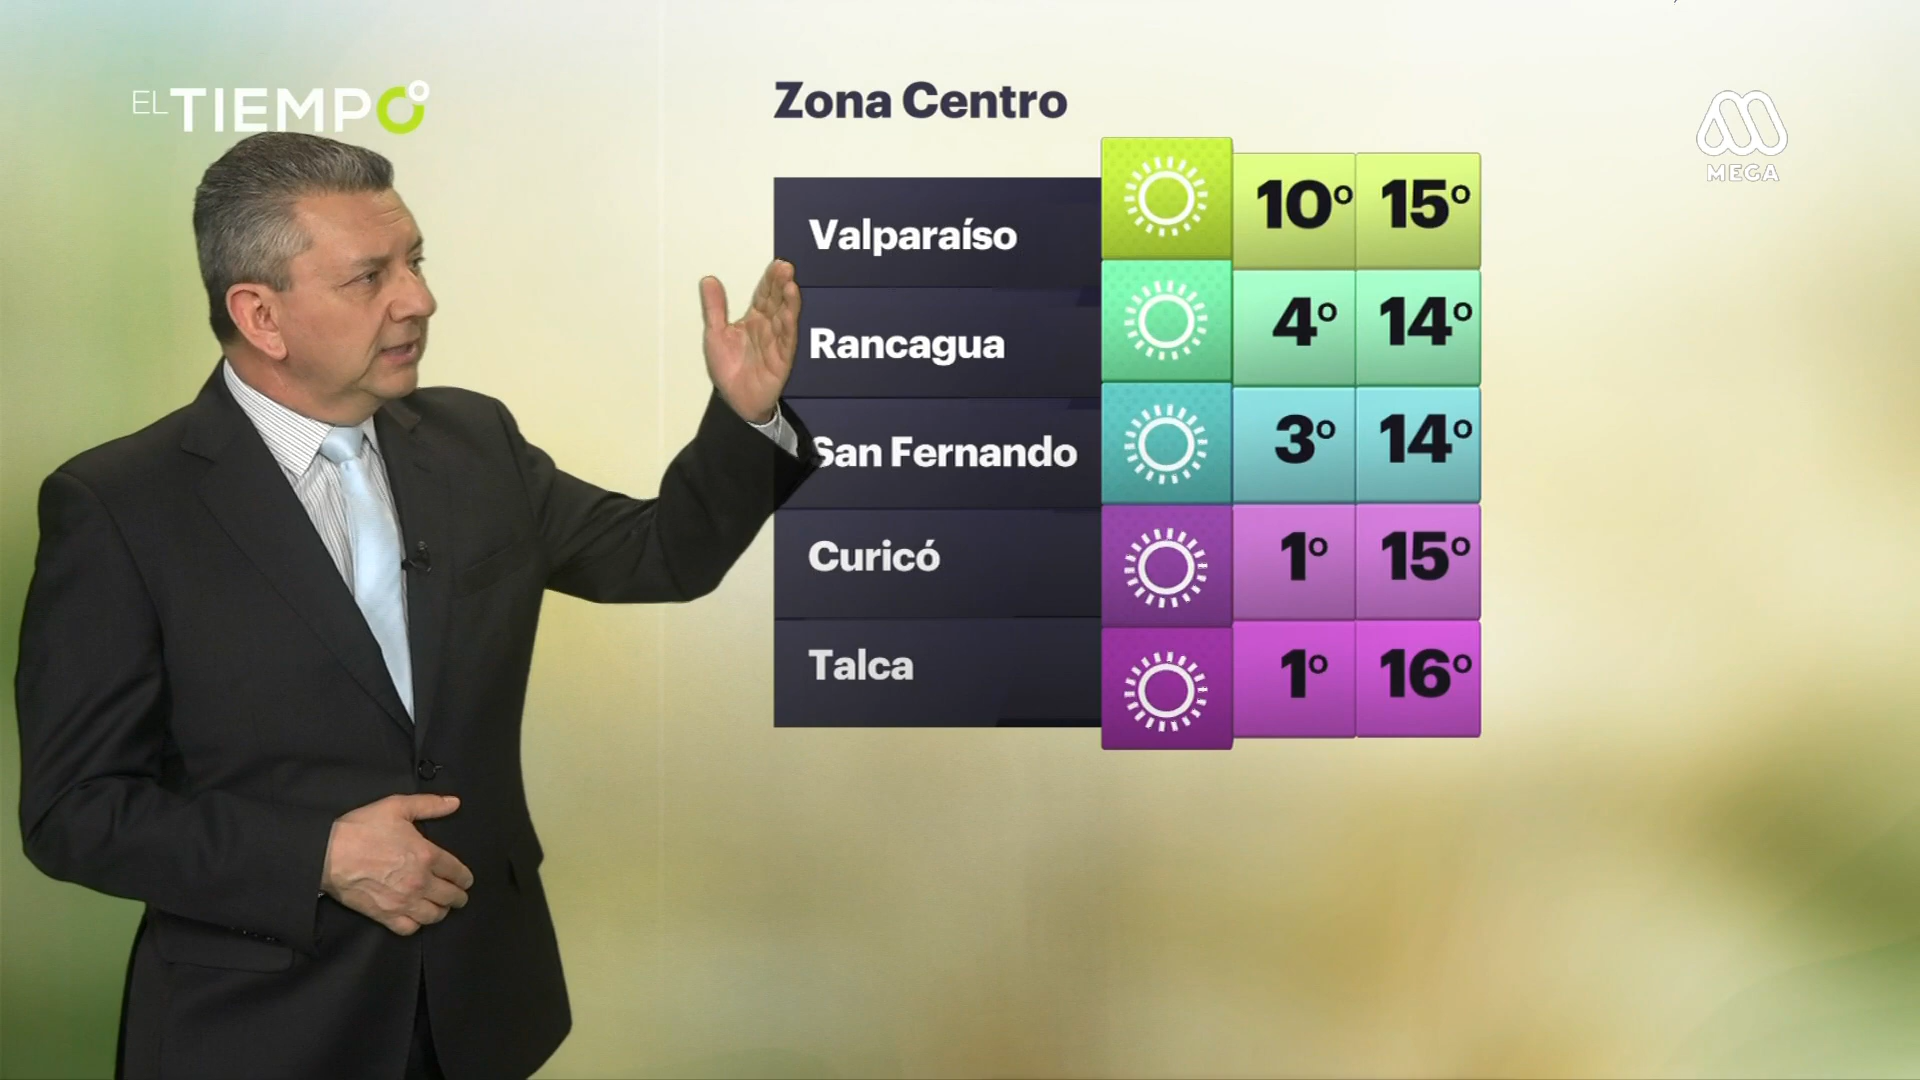 EL TIEMPO
Zona Centro
MEGA
Valparaíso 10° 15°
Rancagua 4° 14°
San Fernando 3° 14°
Curicó 1° 15°
Talca 1° 16°